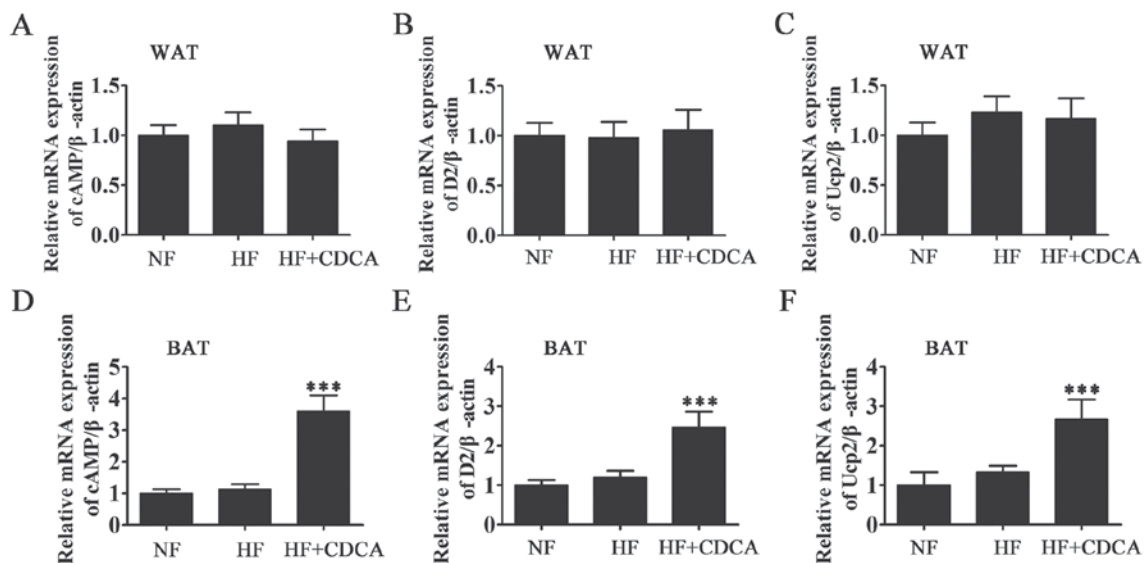 A
WAT
Relative mRNA expression
of cAMP/β -actin
1.5
1.0
0.5
0.0
NF HF HF+CDCA
B
WAT
Relative mRNA expression
of D2/β -actin
1.5
1.0
0.5
0.0
NF HF HF+CDCA
C
WAT
Relative mRNA expression
of Ucp2/β -actin
1.5
1.0
0.5
0.0
NF HF HF+CDCA
D
BAT
Relative mRNA expression
of cAMP/β -actin
5
4
3
2
1
0
***
NF HF HF+CDCA
E
BAT
Relative mRNA expression
of D2/β -actin
4
3
2
1
0
***
NF HF HF+CDCA
F
BAT
Relative mRNA expression
of Ucp2/β -actin
4
3
2
1
0
***
NF HF HF+CDCA